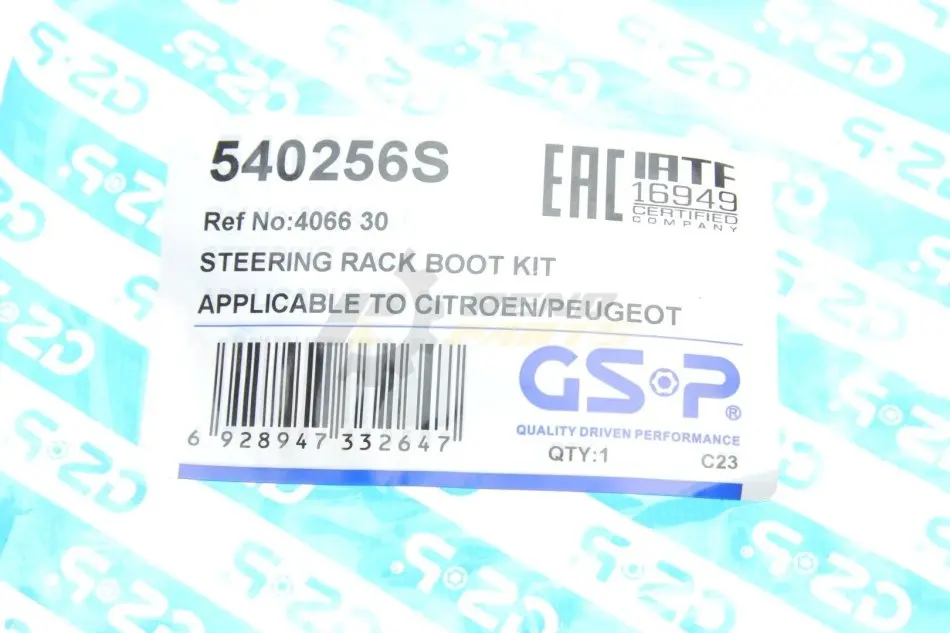 540256S
EAC
IATF
16949
CERTIFIED
COMPANY
Ref No:4066 30
STEERING RACK BOOT KIT
APPLICABLE TO CITROEN/PEUGEOT
6 928947 332647
GSP®
QUALITY DRIVEN PERFORMANCE
QTY:1
C23